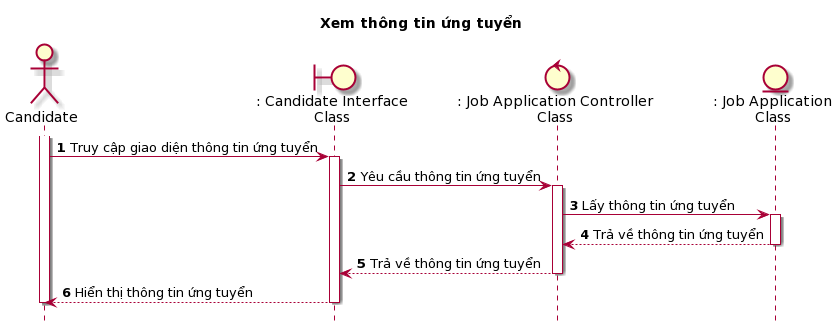 Xem thông tin ứng tuyển
Candidate
: Candidate Interface
Class
: Job Application Controller
Class
: Job Application
Class
1 Truy cập giao diện thông tin ứng tuyển
2 Yêu cầu thông tin ứng tuyển
3 Lấy thông tin ứng tuyển
4 Trả về thông tin ứng tuyển
5 Trả về thông tin ứng tuyển
6 Hiển thị thông tin ứng tuyển